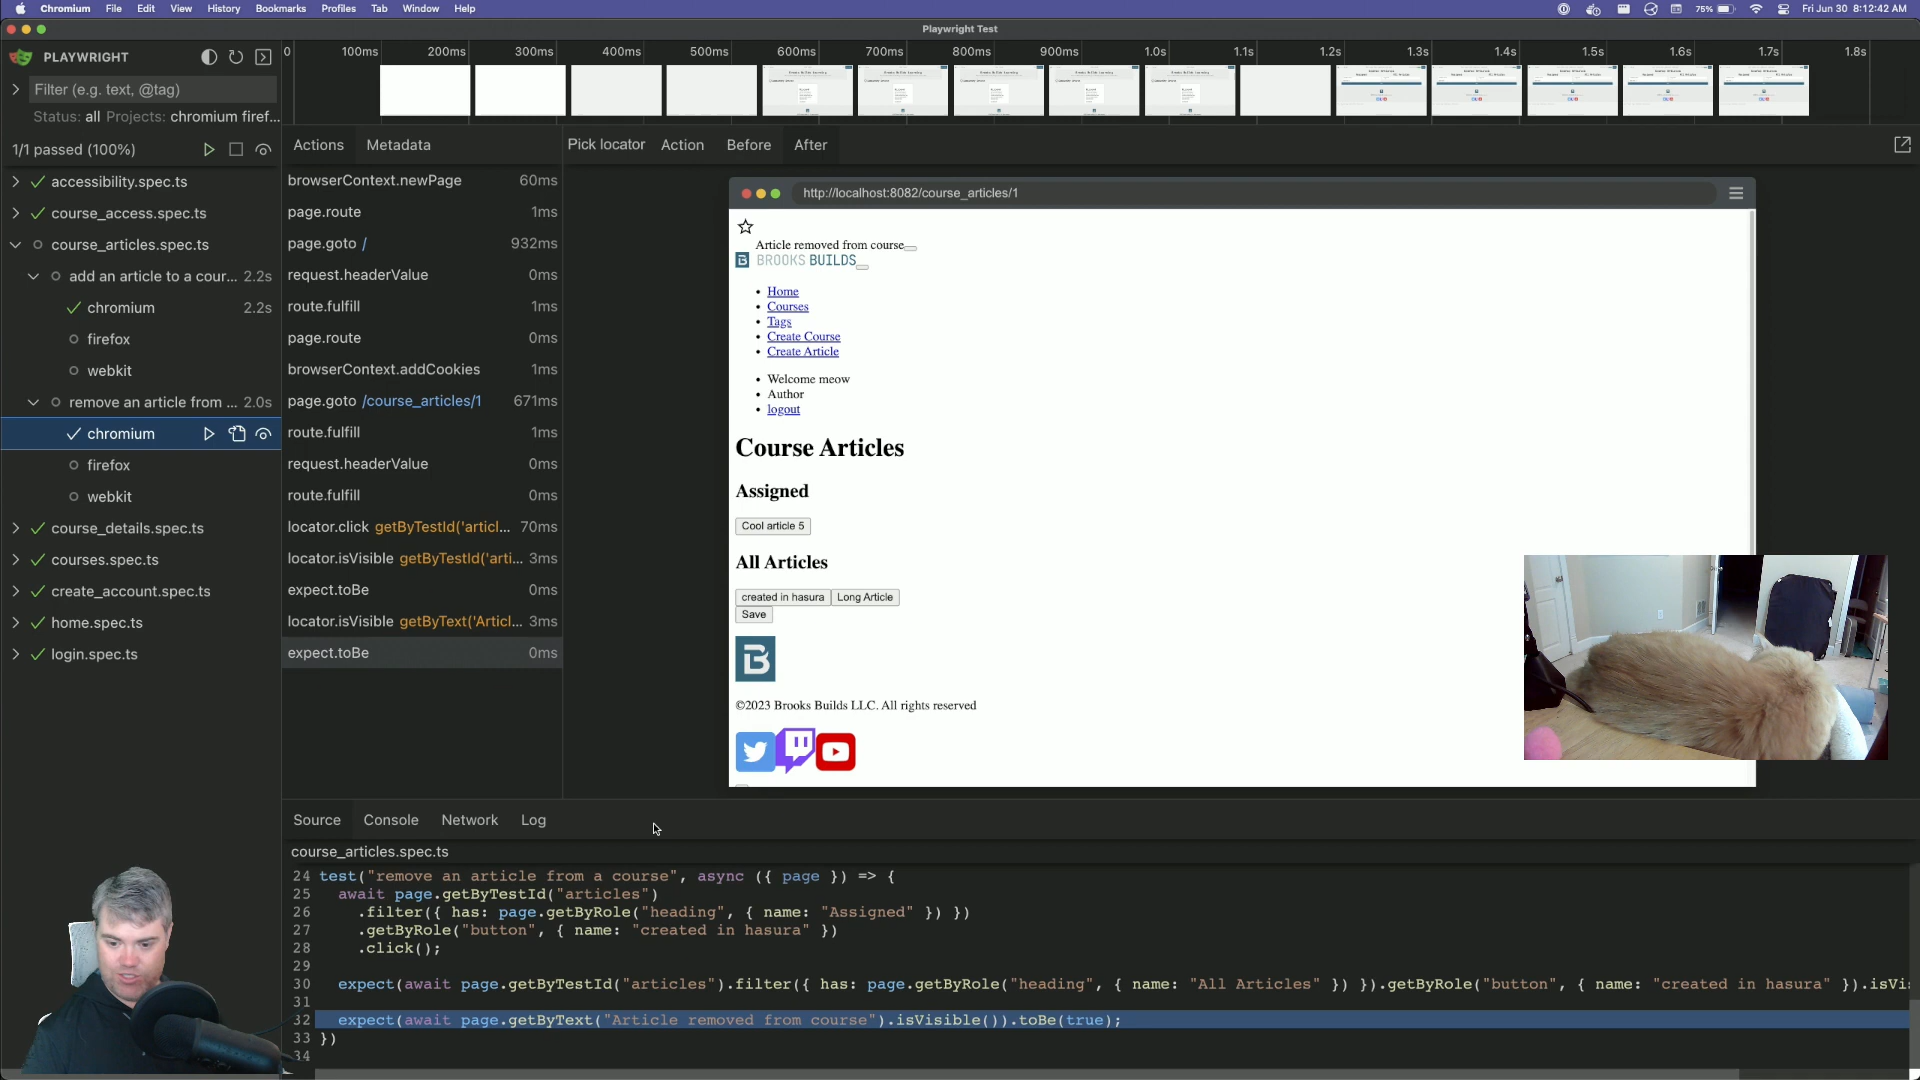 Chromium File Edit View History Bookmarks Profiles Tab Window Help
75% Fri Jun 30 8:12:42 AM
Playwright Test
PLAYWRIGHT
Filter (e.g. text, @tag)
Status: all Projects: chromium firef...
1/1 passed (100%)
accessibility.spec.ts
course_access.spec.ts
course_articles.spec.ts
add an article to a cour... 2.2s
chromium 2.2s
firefox
webkit
remove an article from ... 2.0s
chromium
firefox
webkit
course_details.spec.ts
courses.spec.ts
create_account.spec.ts
home.spec.ts
login.spec.ts
0 100ms 200ms 300ms 400ms 500ms 600ms 700ms 800ms 900ms 1.0s 1.1s 1.2s 1.3s 1.4s 1.5s 1.6s 1.7s 1.8s
Actions Metadata
browserContext.newPage 60ms
page.route 1ms
page.goto / 932ms
request.headerValue 0ms
route.fulfill 1ms
page.route 0ms
browserContext.addCookies 1ms
page.goto /course_articles/1 671ms
route.fulfill 1ms
request.headerValue 0ms
route.fulfill 0ms
locator.click getByTestId('articl... 70ms
locator.isVisible getByTestId('arti... 3ms
expect.toBe 0ms
locator.isVisible getByText('Articl... 3ms
expect.toBe 0ms
Pick locator Action Before After
http://localhost:8082/course_articles/1
Article removed from course
B BROOKS BUILDS
Home
Courses
Tags
Create Course
Create Article
Welcome meow
Author
logout
Course Articles
Assigned
Cool article 5
All Articles
created in hasura Long Article
Save
B
©2023 Brooks Builds LLC. All rights reserved
Source Console Network Log
course_articles.spec.ts
24 test("remove an article from a course", async ({ page }) => {
25 await page.getByTestId("articles")
26 .filter({ has: page.getByRole("heading", { name: "Assigned" }) })
27 .getByRole("button", { name: "created in hasura" })
28 .click();
29
30 expect(await page.getByTestId("articles").filter({ has: page.getByRole("heading", { name: "All Articles" }) }).getByRole("button", { name: "created in hasura" }).isVi
31
32 expect(await page.getByText("Article removed from course").isVisible()).toBe(true);
33 })
34